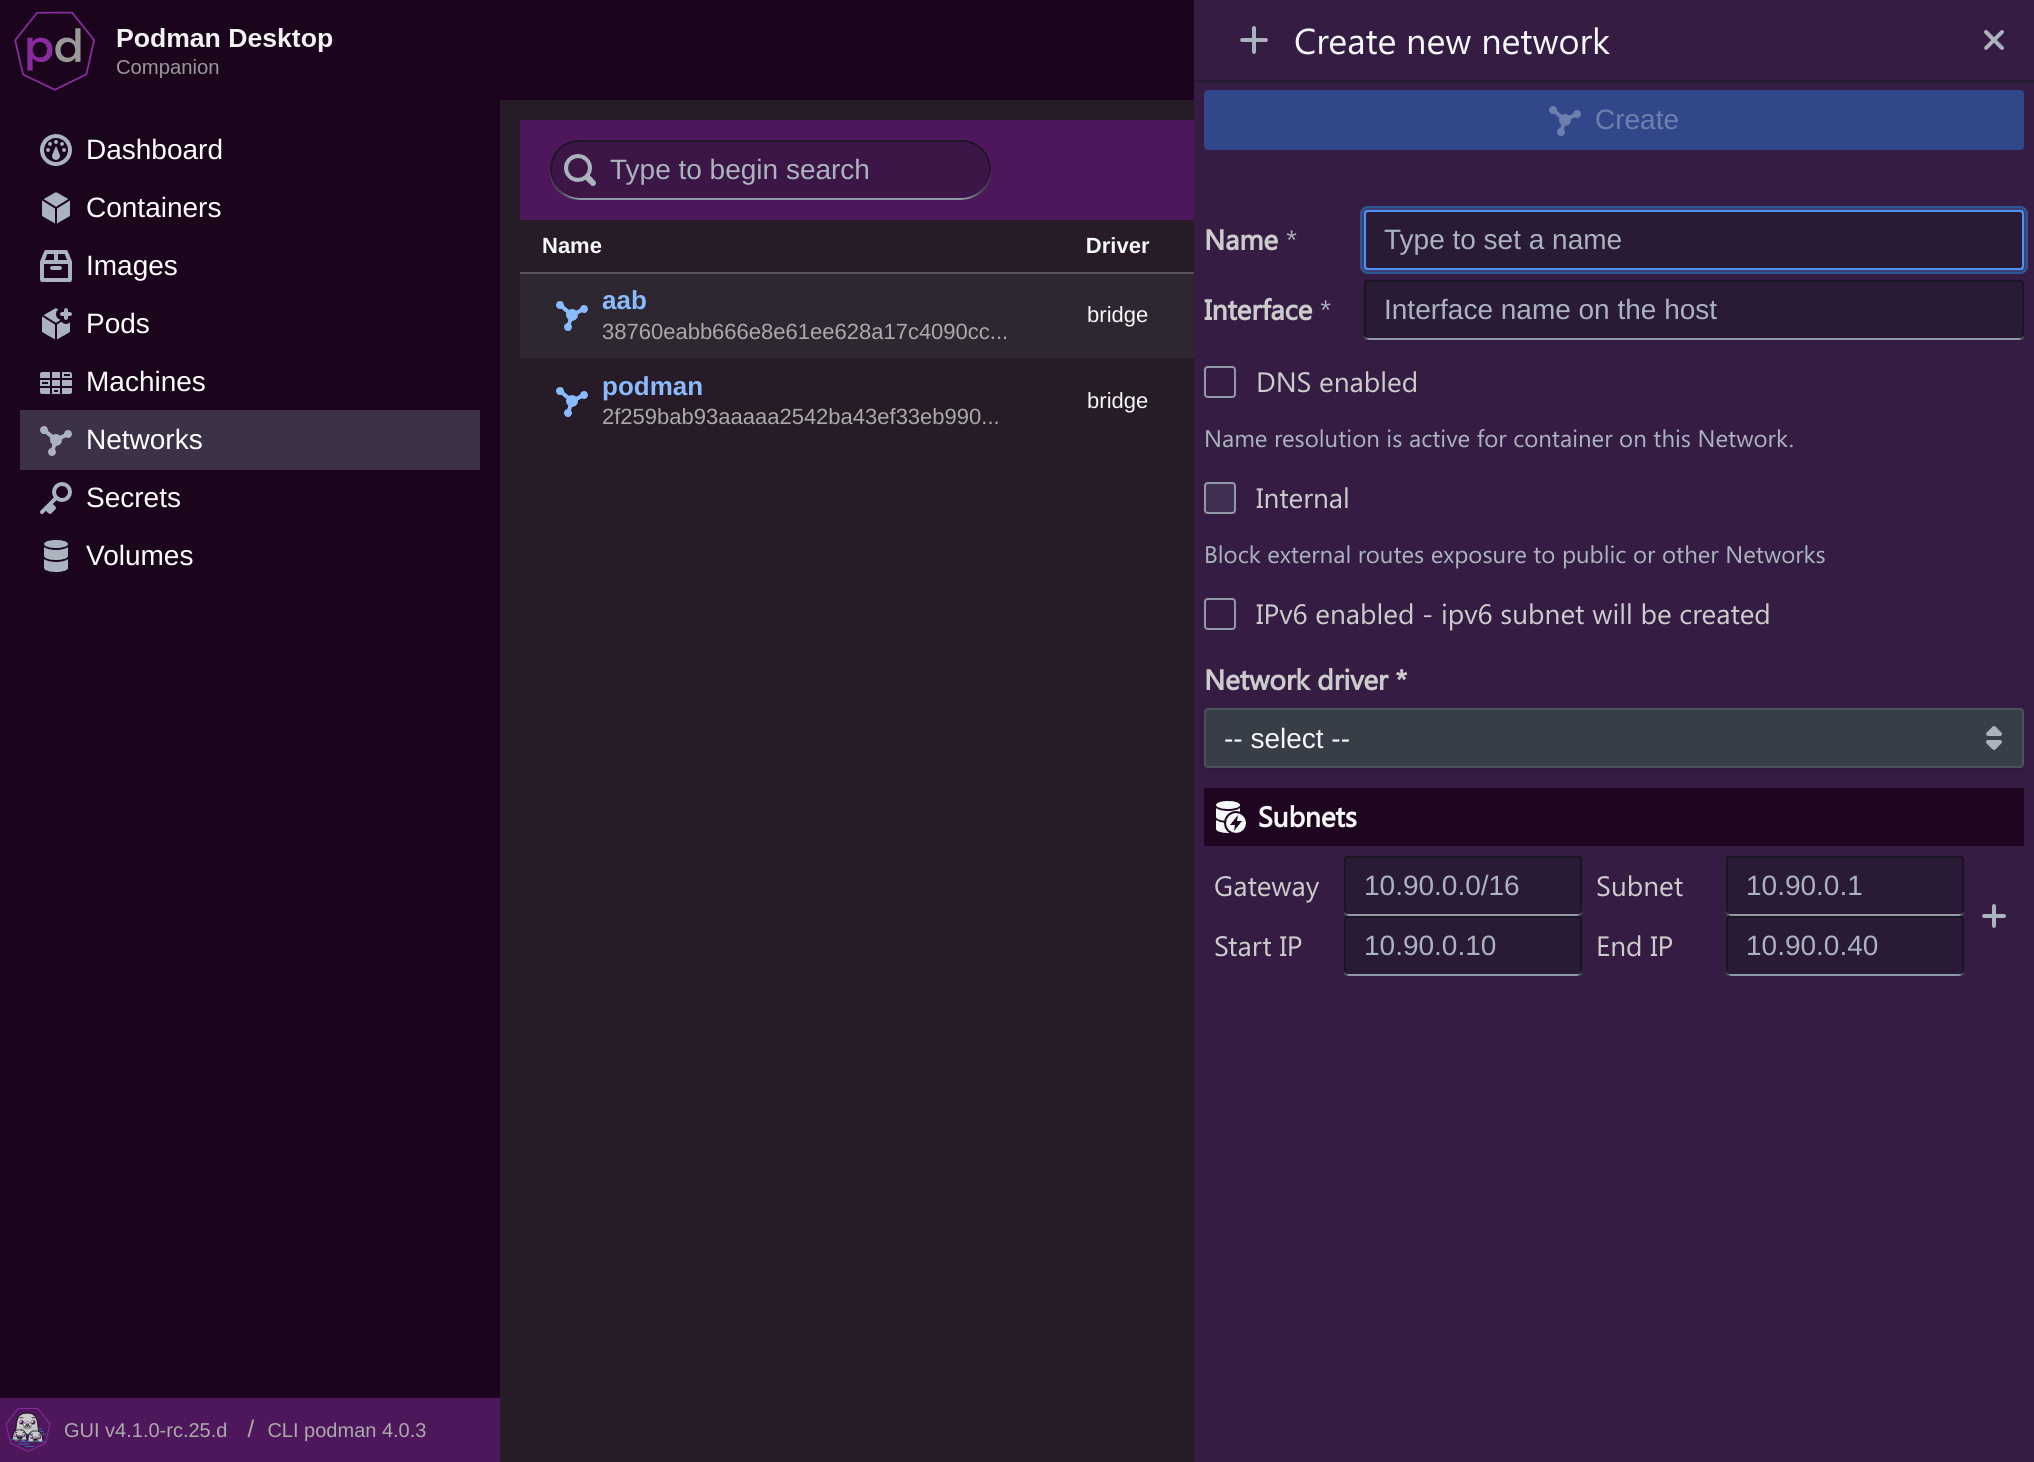 pd
Podman Desktop
Companion
Dashboard
Containers
Images
Pods
Machines
Networks
Secrets
Volumes
GUI v4.1.0-rc.25.d / CLI podman 4.0.3
Type to begin search
Name Driver
aab
38760eabb666e8e61ee628a17c4090cc...
bridge
podman
2f259bab93aaaaa2542ba43ef33eb990...
bridge
Create new network
Create
Name * Type to set a name
Interface * Interface name on the host
DNS enabled
Name resolution is active for container on this Network.
Internal
Block external routes exposure to public or other Networks
IPv6 enabled - ipv6 subnet will be created
Network driver *
-- select --
Subnets
Gateway 10.90.0.0/16 Subnet 10.90.0.1
Start IP 10.90.0.10 End IP 10.90.0.40